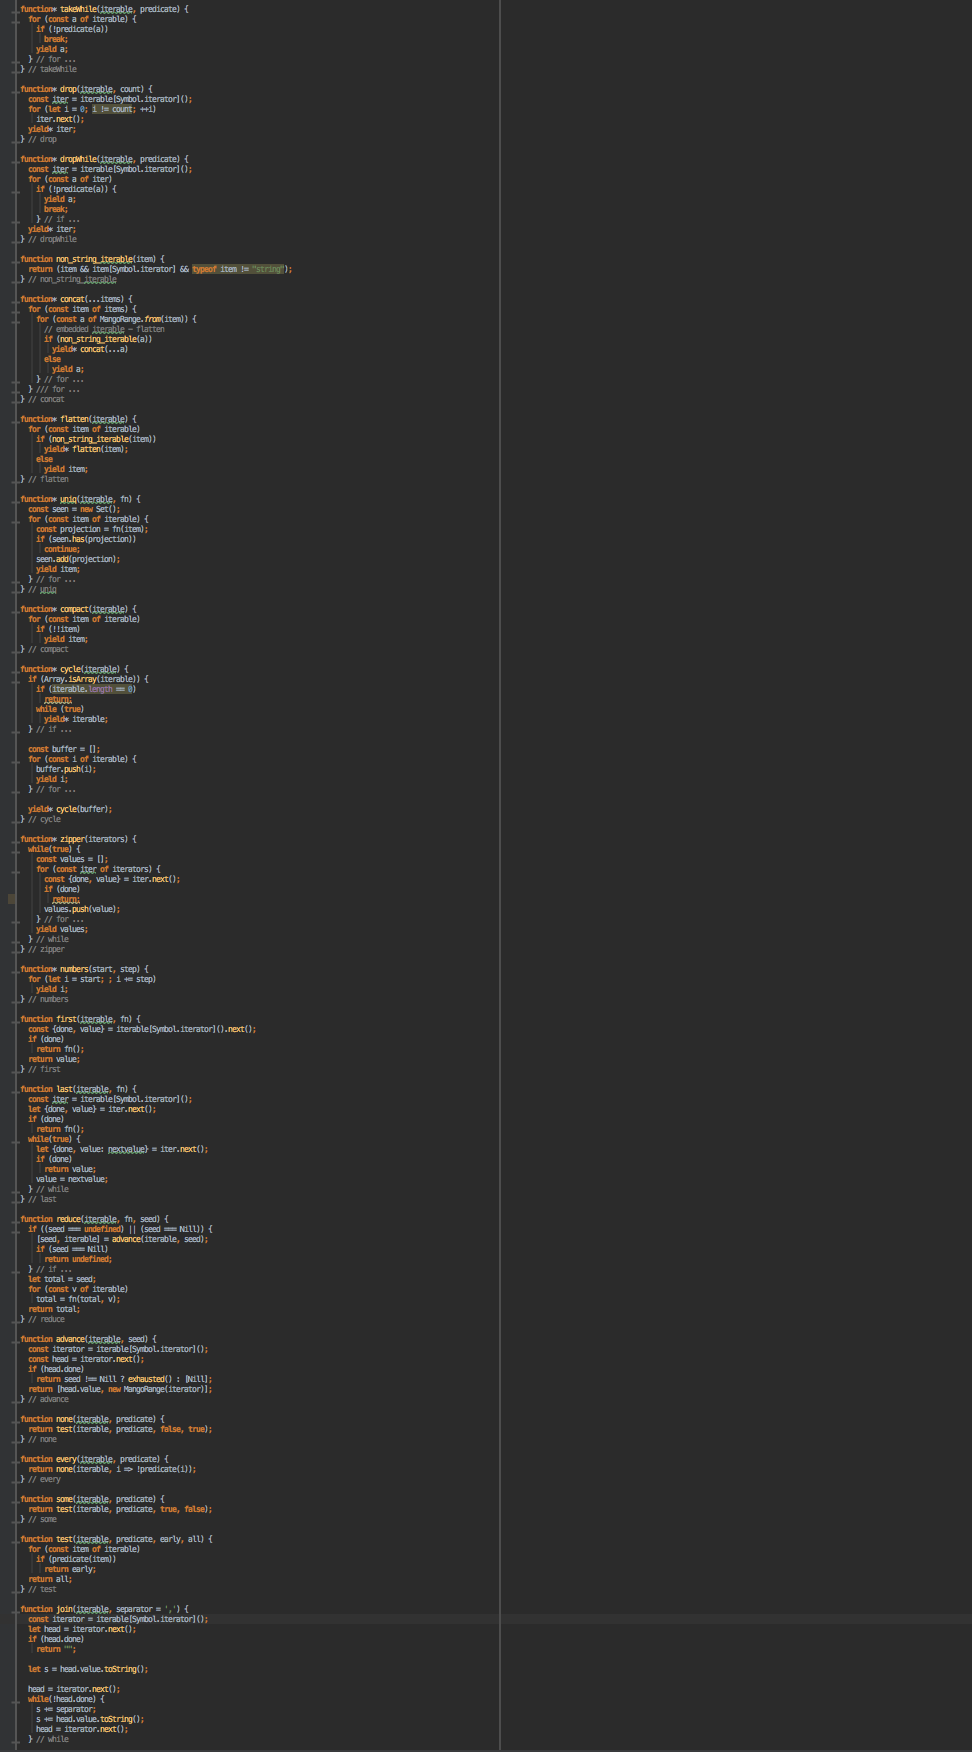 function* takeWhile(iterable, predicate) {
  for (const a of iterable) {
    if (!predicate(a))
      break;
    yield a;
  } // for ...
} // takeWhile

function* drop(iterable, count) {
  const iter = iterable[Symbol.iterator]();
  for (let i = 0; i != count; ++i)
    iter.next();
  yield* iter;
} // drop

function* dropWhile(iterable, predicate) {
  const iter = iterable[Symbol.iterator]();
  for (const a of iter)
    if (!predicate(a)) {
      yield a;
      break;
    } // if ...
  yield* iter;
} // dropWhile

function non_string_iterable(item) {
  return (item && item[Symbol.iterator] && typeof item != "string");
} // non_string_iterable

function* concat(...items) {
  for (const item of items) {
    for (const a of MangoRange.from(item)) {
      // embedded iterable - flatten
      if (non_string_iterable(a))
        yield* concat(...a)
      else
        yield a;
    } // for ...
  } /// for ...
} // concat

function* flatten(iterable) {
  for (const item of iterable)
    if (non_string_iterable(item))
      yield* flatten(item);
    else
      yield item;
} // flatten

function* uniq(iterable, fn) {
  const seen = new Set();
  for (const item of iterable) {
    const projection = fn(item);
    if (seen.has(projection))
      continue;
    seen.add(projection);
    yield item;
  } // for ...
} // uniq

function* compact(iterable) {
  for (const item of iterable)
    if (!!item)
      yield item;
} // compact

function* cycle(iterable) {
  if (Array.isArray(iterable)) {
    if (iterable.length == 0)
      return;
    while (true)
      yield* iterable;
  } // if ...

  const buffer = [];
  for (const i of iterable) {
    buffer.push(i);
    yield i;
  } // for ...

  yield* cycle(buffer);
} // cycle

function* zipper(iterators) {
  while(true) {
    const values = [];
    for (const iter of iterators) {
      const {done, value} = iter.next();
      if (done)
        return;
      values.push(value);
    } // for ...
    yield values;
  } // while
} // zipper

function* numbers(start, step) {
  for (let i = start; ; i += step)
    yield i;
} // numbers

function first(iterable, fn) {
  const {done, value} = iterable[Symbol.iterator]().next();
  if (done)
    return fn();
  return value;
} // first

function last(iterable, fn) {
  const iter = iterable[Symbol.iterator]();
  let {done, value} = iter.next();
  if (done)
    return fn();
  while(true) {
    let {done, value: nextvalue} = iter.next();
    if (done)
      return value;
    value = nextvalue;
  } // while
} // last

function reduce(iterable, fn, seed) {
  if ((seed === undefined) || (seed === Nill)) {
    [seed, iterable] = advance(iterable, seed);
    if (seed === Nill)
      return undefined;
  } // if ...
  let total = seed;
  for (const v of iterable)
    total = fn(total, v);
  return total;
} // reduce

function advance(iterable, seed) {
  const iterator = iterable[Symbol.iterator]();
  const head = iterator.next();
  if (head.done)
    return seed !== Nill ? exhausted() : [Nill];
  return [head.value, new MangoRange(iterator)];
} // advance

function none(iterable, predicate) {
  return test(iterable, predicate, false, true);
} // none

function every(iterable, predicate) {
  return none(iterable, i => !predicate(i));
} // every

function some(iterable, predicate) {
  return test(iterable, predicate, true, false);
} // some

function test(iterable, predicate, early, all) {
  for (const item of iterable)
    if (predicate(item))
      return early;
  return all;
} // test

function join(iterable, separator = ',') {
  const iterator = iterable[Symbol.iterator]();
  let head = iterator.next();
  if (head.done)
    return "";

  let s = head.value.toString();

  head = iterator.next();
  while(!head.done) {
    s += separator;
    s += head.value.toString();
    head = iterator.next();
  } // while